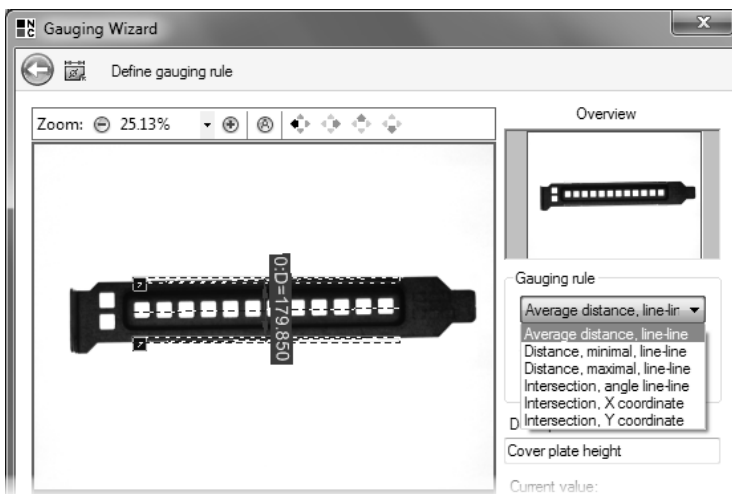 Gauging Wizard
Define gauging rule
Zoom: 25.13%
0:D=179.850
Overview
Gauging rule
Average distance, line-lir
Average distance, line-line
Distance, minimal, line-line
Distance, maximal, line-line
Intersection, angle line-line
Intersection, X coordinate
Intersection, Y coordinate
Cover plate height
Current value: